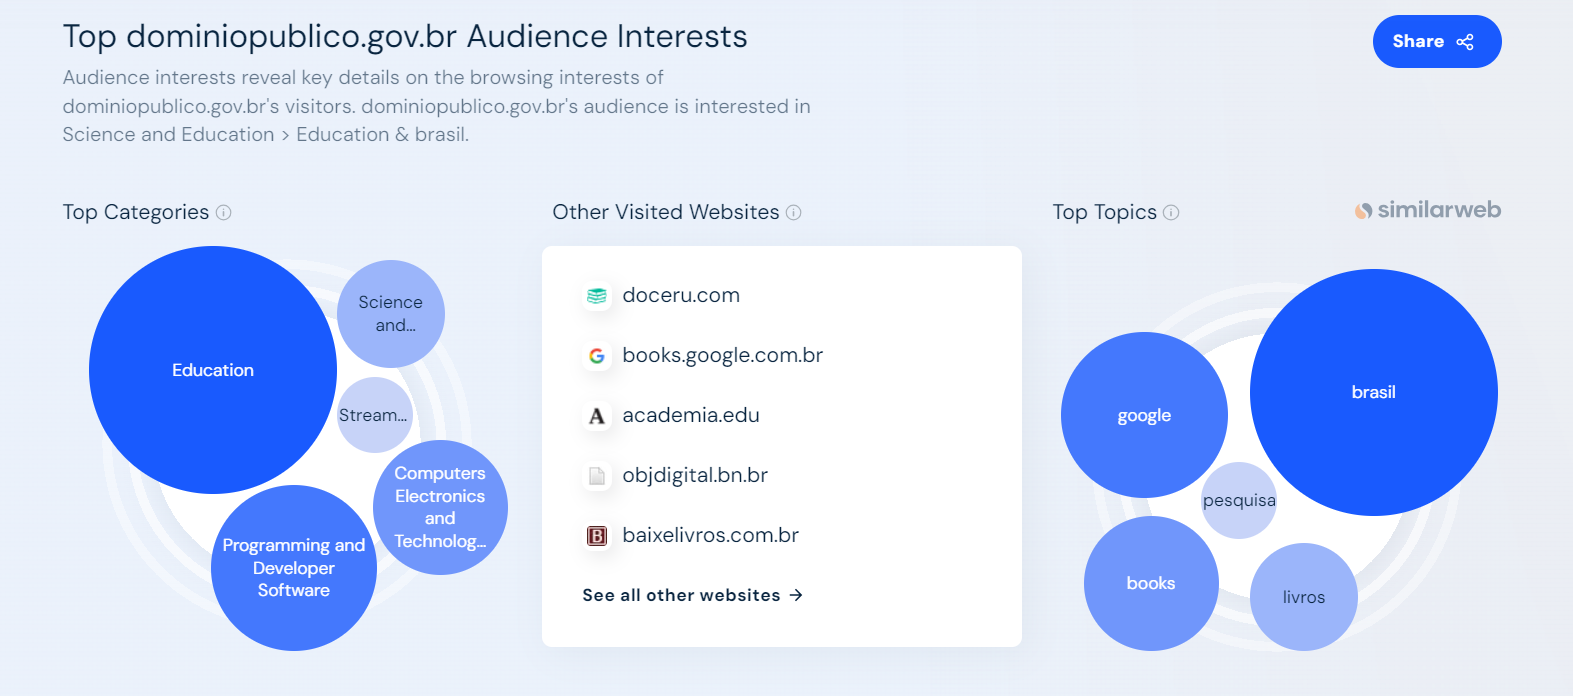 Top dominiopublico.gov.br Audience Interests
Share
Audience interests reveal key details on the browsing interests of
dominiopublico.gov.br's visitors. dominiopublico.gov.br's audience is interested in
Science and Education > Education & brasil.
Top Categories
Education
Science
and...
Stream...
Computers
Electronics
and
Technolog...
Programming and
Developer
Software
Other Visited Websites
doceru.com
books.google.com.br
academia.edu
objdigital.bn.br
baixelivros.com.br
See all other websites →
Top Topics
similarweb
brasil
google
pesquisa
books
livros